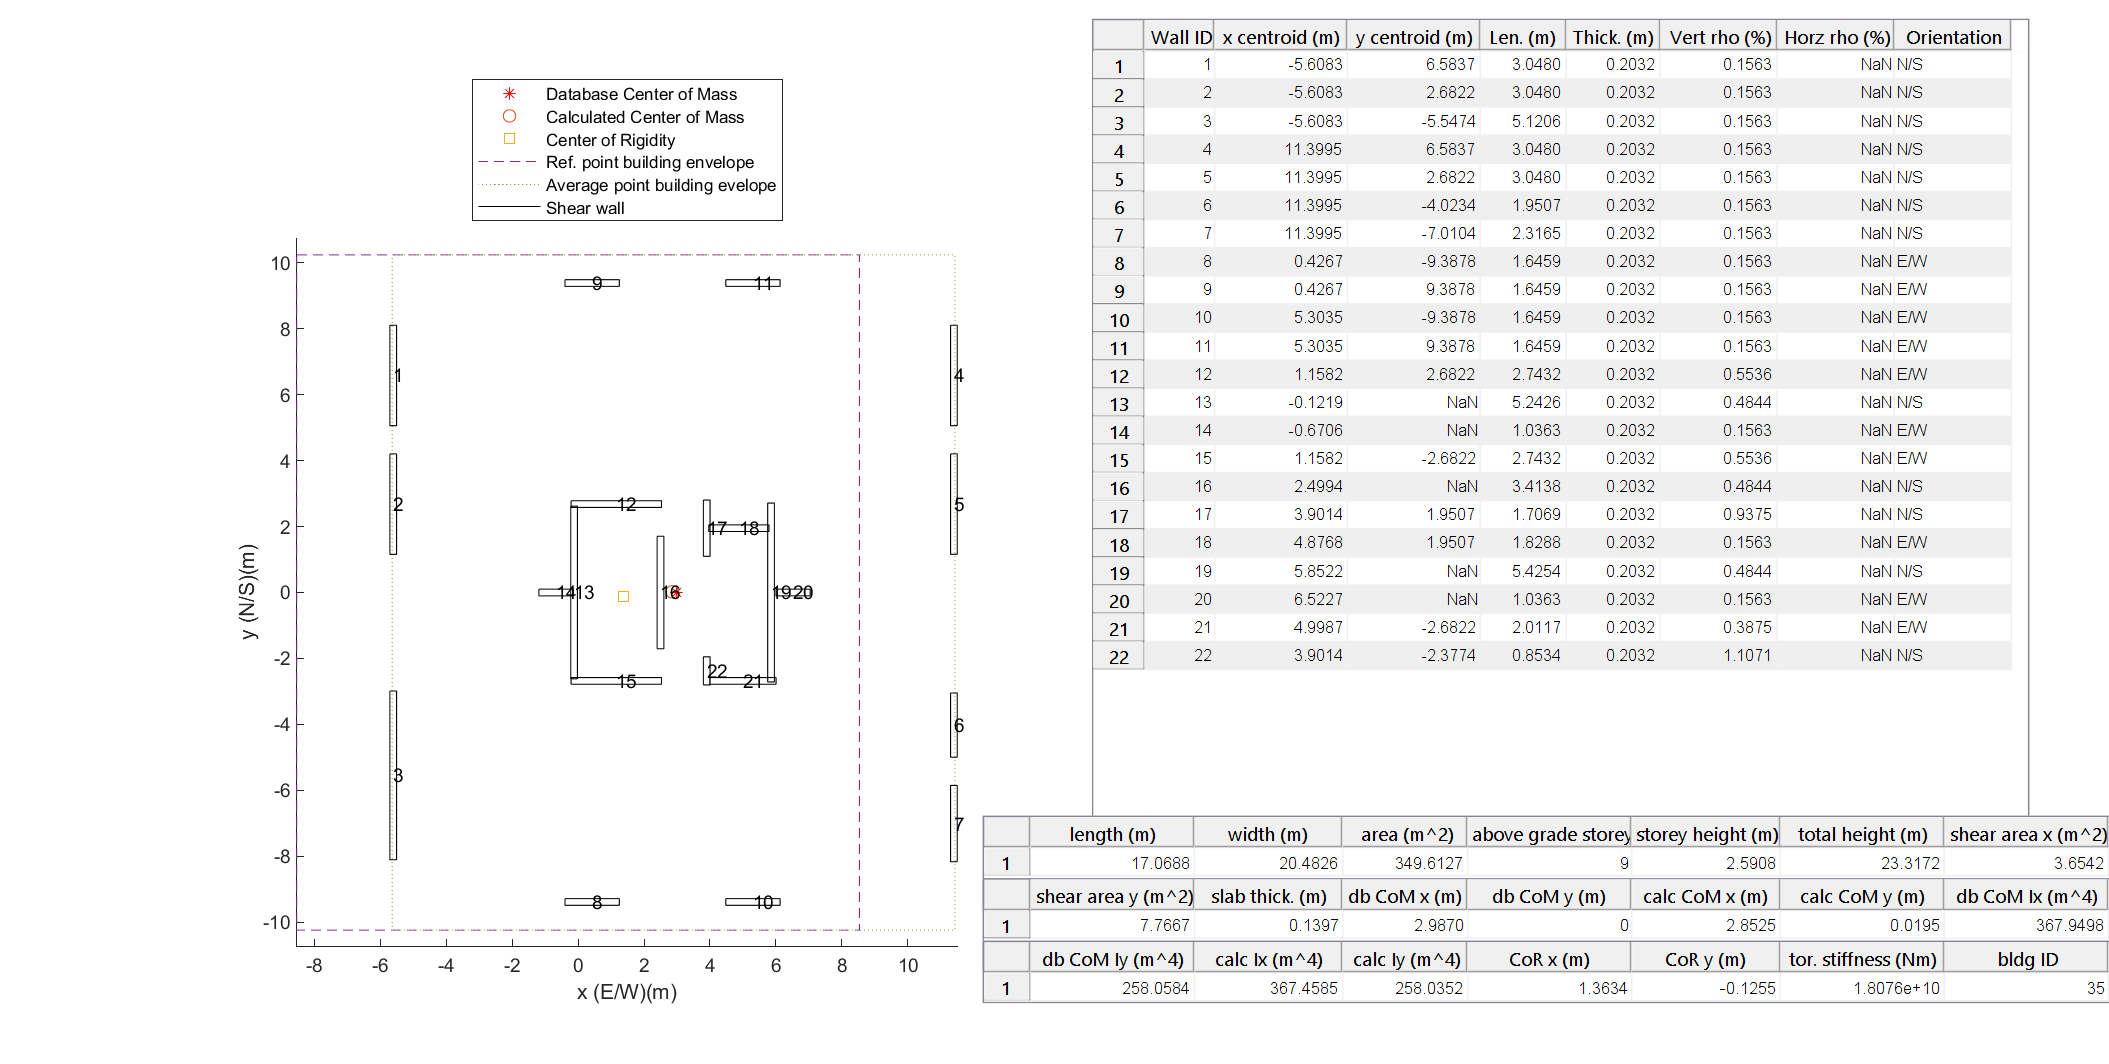 Database Center of Mass
Calculated Center of Mass
Center of Rigidity
Ref. point building envelope
Average point building evelope
Shear wall
10
8
6
4
2
0
-2
-4
-6
-8
-10
y (N/S)(m)
-8 -6 -4 -2 0 2 4 6 8 10
x (E/W)(m)
9 11
1 4
2 5
12
17 18
14 13 16 19 20
22
15 21
6
3
7
8 10
Wall ID x centroid (m) y centroid (m) Len. (m) Thick. (m) Vert rho (%) Horz rho (%) Orientation
1 1 -5.6083 6.5837 3.0480 0.2032 0.1563 NaN N/S
2 2 -5.6083 2.6822 3.0480 0.2032 0.1563 NaN N/S
3 3 -5.6083 -5.5474 5.1206 0.2032 0.1563 NaN N/S
4 4 11.3995 6.5837 3.0480 0.2032 0.1563 NaN N/S
5 5 11.3995 2.6822 3.0480 0.2032 0.1563 NaN N/S
6 6 11.3995 -4.0234 1.9507 0.2032 0.1563 NaN N/S
7 7 11.3995 -7.0104 2.3165 0.2032 0.1563 NaN N/S
8 8 0.4267 -9.3878 1.6459 0.2032 0.1563 NaN E/W
9 9 0.4267 9.3878 1.6459 0.2032 0.1563 NaN E/W
10 10 5.3035 -9.3878 1.6459 0.2032 0.1563 NaN E/W
11 11 5.3035 9.3878 1.6459 0.2032 0.1563 NaN E/W
12 12 1.1582 2.6822 2.7432 0.2032 0.5536 NaN E/W
13 13 -0.1219 NaN 5.2426 0.2032 0.4844 NaN N/S
14 14 -0.6706 NaN 1.0363 0.2032 0.1563 NaN E/W
15 15 1.1582 -2.6822 2.7432 0.2032 0.5536 NaN E/W
16 16 2.4994 NaN 3.4138 0.2032 0.4844 NaN N/S
17 17 3.9014 1.9507 1.7069 0.2032 0.9375 NaN N/S
18 18 4.8768 1.9507 1.8288 0.2032 0.1563 NaN E/W
19 19 5.8522 NaN 5.4254 0.2032 0.4844 NaN N/S
20 20 6.5227 NaN 1.0363 0.2032 0.1563 NaN E/W
21 21 4.9987 -2.6822 2.0117 0.2032 0.3875 NaN E/W
22 22 3.9014 -2.3774 0.8534 0.2032 1.1071 NaN N/S
length (m) width (m) area (m^2) above grade storey storey height (m) total height (m) shear area x (m^2)
1 17.0688 20.4826 349.6127 9 2.5908 23.3172 3.6542
shear area y (m^2) slab thick. (m) db CoM x (m) db CoM y (m) calc CoM x (m) calc CoM y (m) db CoM Ix (m^4)
1 7.7667 0.1397 2.9870 0 2.8525 0.0195 367.9498
db CoM Iy (m^4) calc Ix (m^4) calc Iy (m^4) CoR x (m) CoR y (m) tor. stiffness (Nm) bldg ID
1 258.0584 367.4585 258.0352 1.3634 -0.1255 1.8076e+10 35